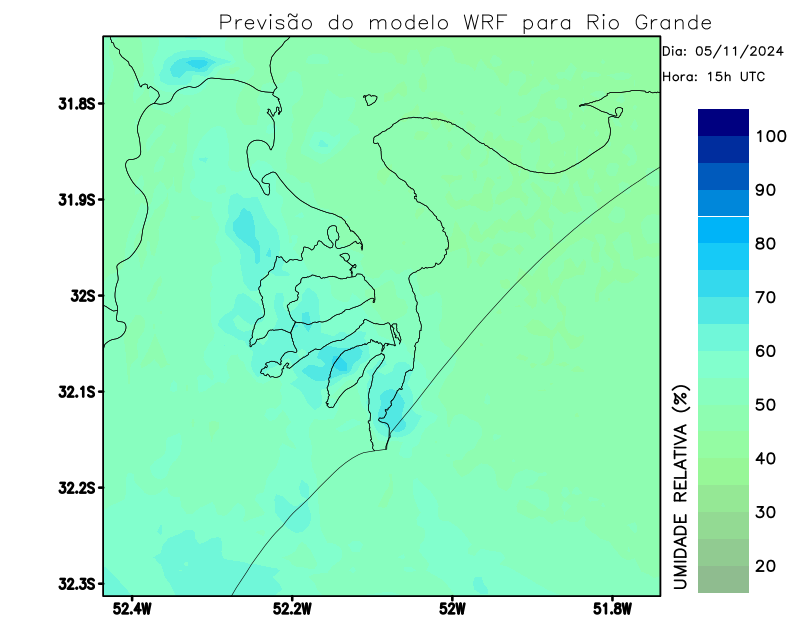 Previsão do modelo WRF para Rio Grande
Dia: 05/11/2024
Hora: 15h UTC
31.8S
31.9S
32S
32.1S
32.2S
32.3S
52.4W
52.2W
52W
51.8W
100
90
80
70
60
50
40
30
20
UMIDADE RELATIVA (%)